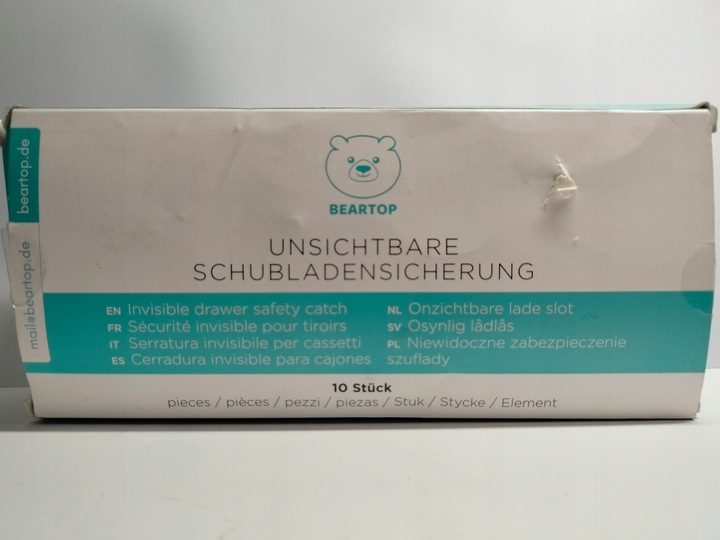 beartop.de
mail@beartop.de
BEARTOP
UNSICHTBARE
SCHUBLADENSICHERUNG
EN Invisible drawer safety catch
FR Sécurité invisible pour tiroirs
IT Serratura invisibile per cassetti
ES Cerradura invisible para cajones
NL Onzichtbare lade slot
SV Osynlig lådlås
PL Niewidoczne zabezpieczenie
szuflady
10 Stück
pieces / pièces / pezzi / piezas / Stuk / Stycke / Element